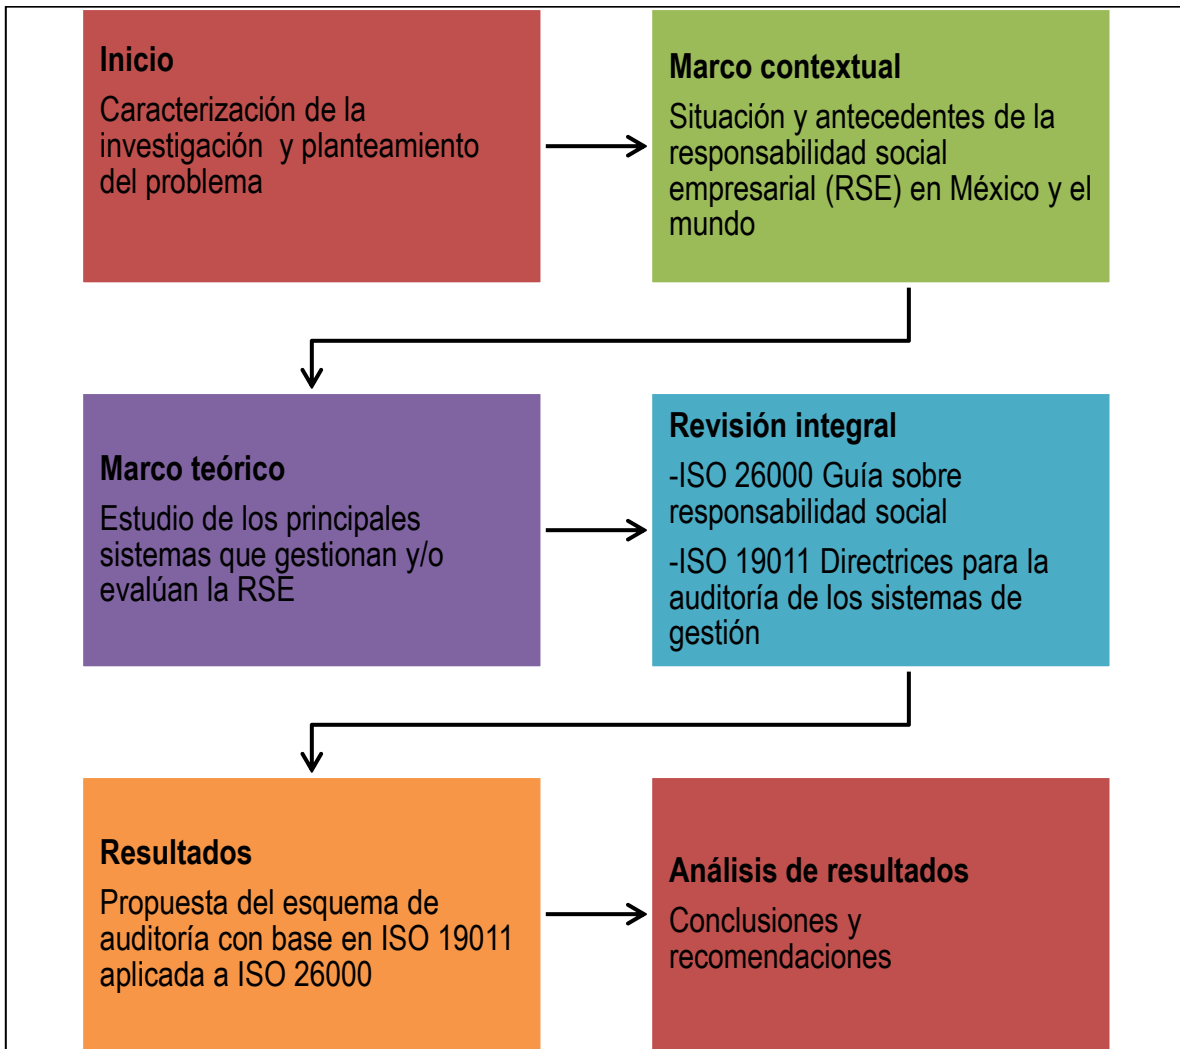 Inicio
Caracterización de la
investigación  y planteamiento
del problema
Marco contextual
Situación y antecedentes de la
responsabilidad social
empresarial (RSE) en México y el
mundo
Marco teórico
Estudio de los principales
sistemas que gestionan y/o
evalúan la RSE
Revisión integral
-ISO 26000 Guía sobre
responsabilidad social
-ISO 19011 Directrices para la
auditoría de los sistemas de
gestión
Resultados
Propuesta del esquema de
auditoría con base en ISO 19011
aplicada a ISO 26000
Análisis de resultados
Conclusiones y
recomendaciones